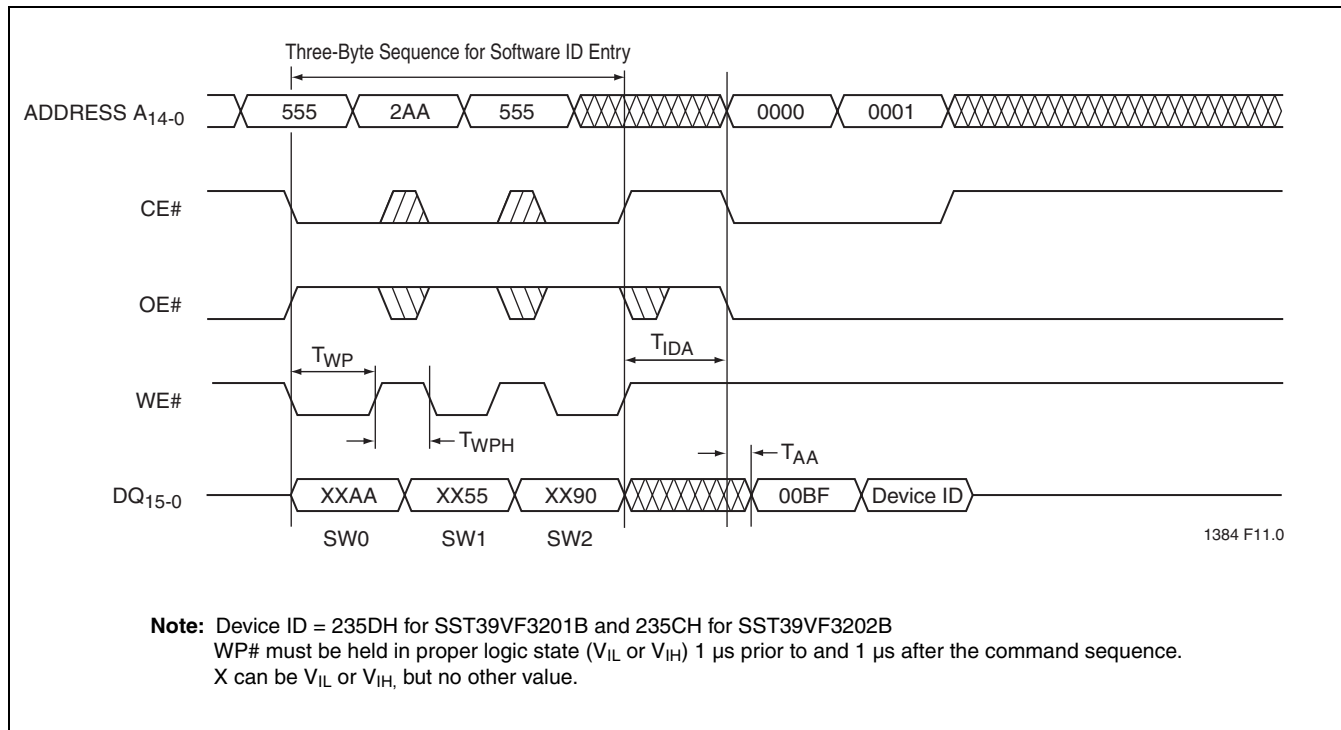 Three-Byte Sequence for Software ID Entry
ADDRESS A14-0
555 2AA 555 0000 0001
CE#
OE#
TIDA
TWP
WE#
TWPH
TAA
DQ15-0
XXAA XX55 XX90 00BF Device ID
SW0 SW1 SW2
1384 F11.0
Note: Device ID = 235DH for SST39VF3201B and 235CH for SST39VF3202B
WP# must be held in proper logic state (VIL or VIH) 1 µs prior to and 1 µs after the command sequence.
X can be VIL or VIH, but no other value.